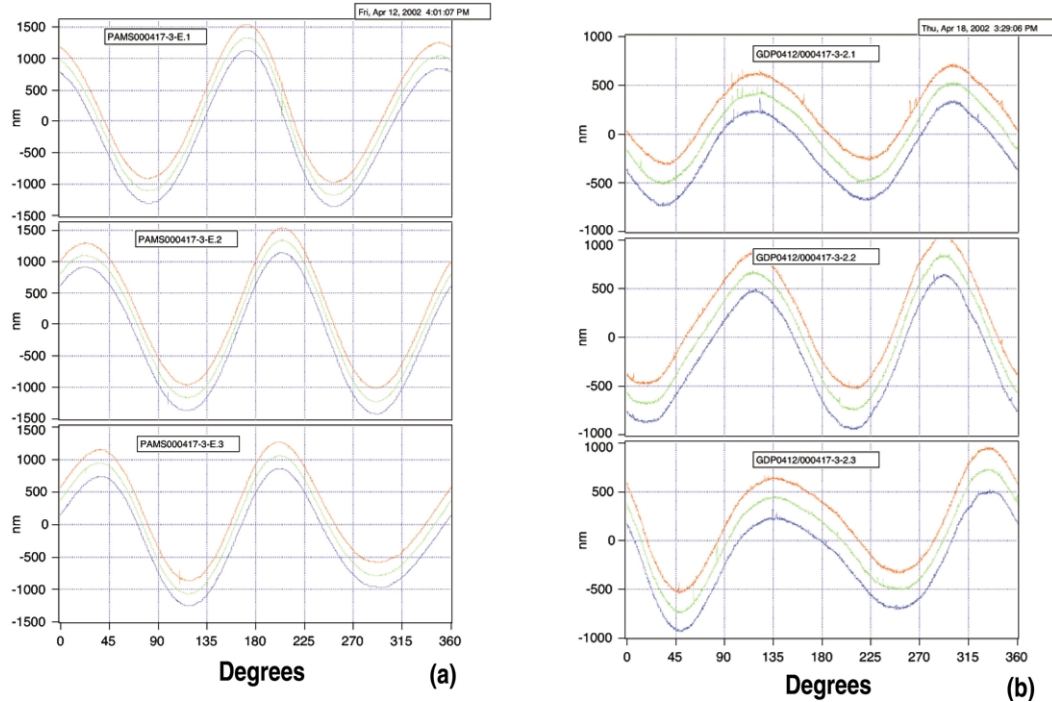 Fri, Apr 12, 2002 4:01:07 PM
PAMS000417-3-E.1
1500
1000
500
0
-500
-1000
-1500
nm
PAMS000417-3-E.2
1500
1000
500
0
-500
-1000
-1500
nm
PAMS000417-3-E.3
1500
1000
500
0
-500
-1000
-1500
nm
0 45 90 135 180 225 270 315 360
Degrees (a)
Thu, Apr 18, 2002 3:29:06 PM
GDP0412/000417-3-2.1
1000
500
0
-500
-1000
nm
GDP0412/000417-3-2.2
1000
500
0
-500
-1000
nm
GDP0412/000417-3-2.3
1000
500
0
-500
-1000
nm
0 45 90 135 180 225 270 315 360
Degrees (b)